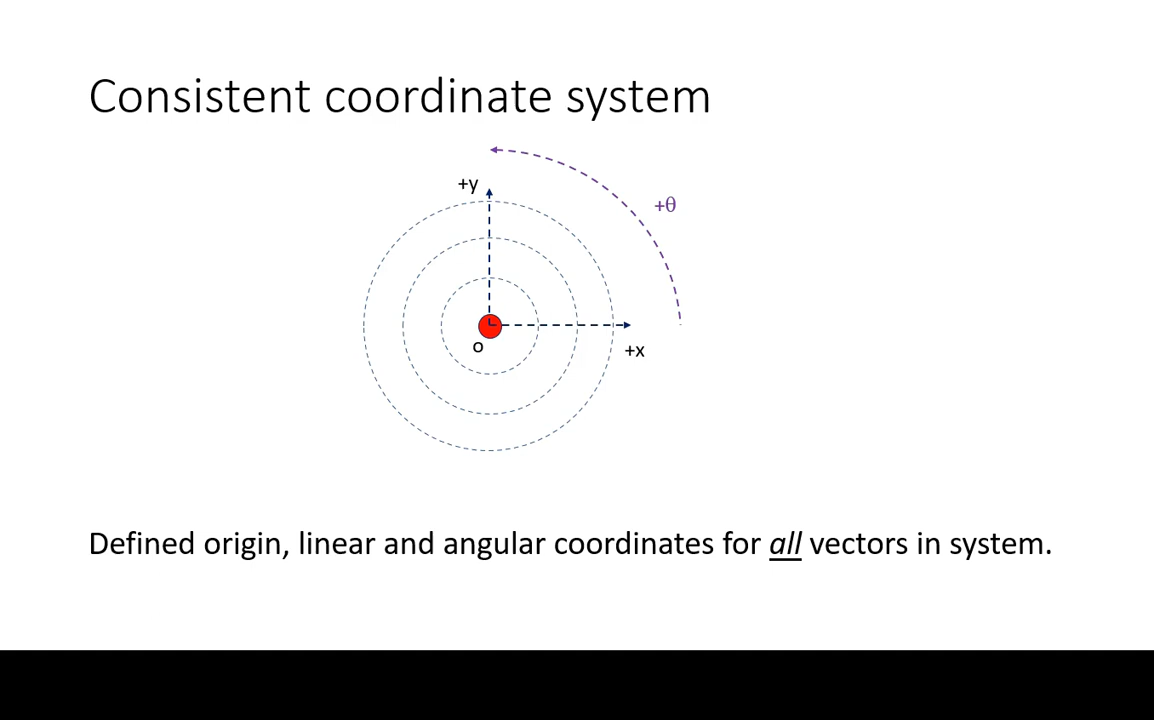 Consistent coordinate system
+y
+θ
o
+x
Defined origin, linear and angular coordinates for all vectors in system.